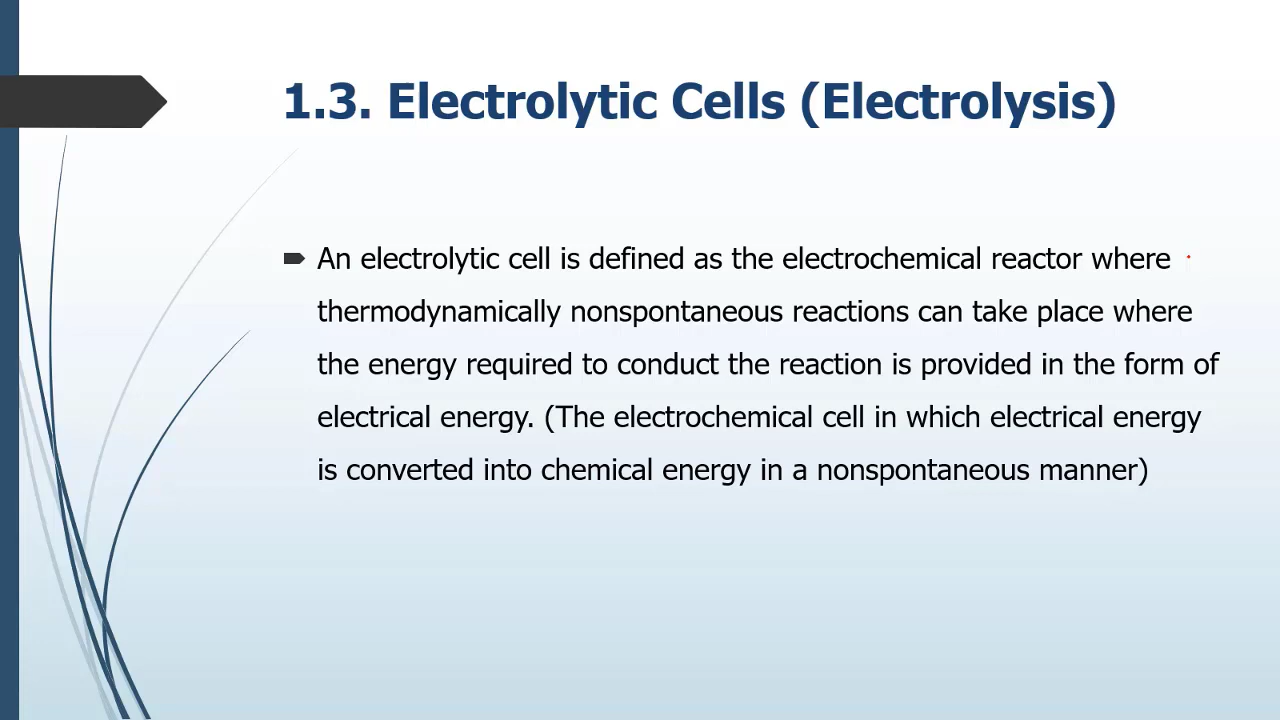 1.3. Electrolytic Cells (Electrolysis)
An electrolytic cell is defined as the electrochemical reactor where
thermodynamically nonspontaneous reactions can take place where
the energy required to conduct the reaction is provided in the form of
electrical energy. (The electrochemical cell in which electrical energy
is converted into chemical energy in a nonspontaneous manner)